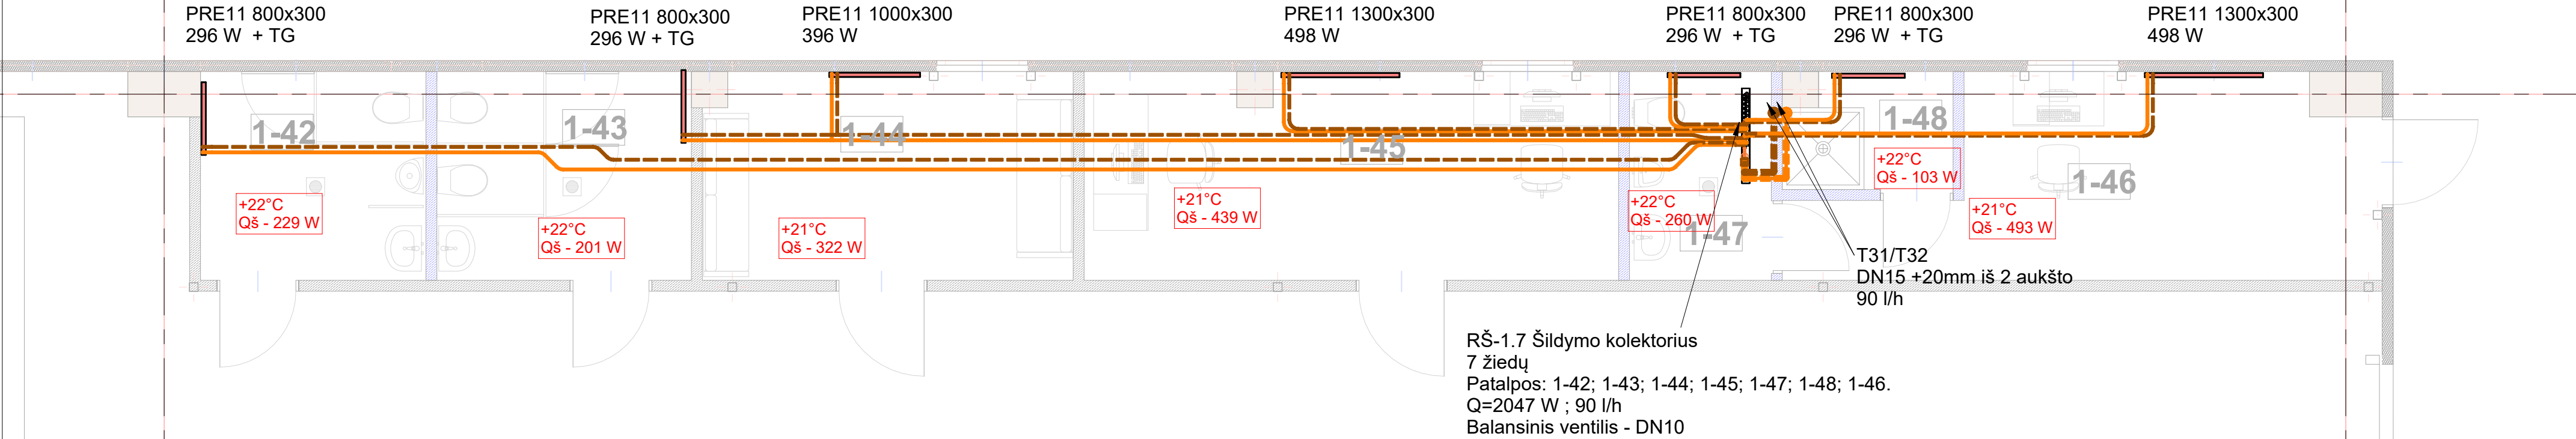 PRE11 800x300
296 W + TG
PRE11 800x300
296 W + TG
PRE11 1000x300
396 W
PRE11 1300x300
498 W
PRE11 800x300
296 W + TG
PRE11 800x300
296 W + TG
PRE11 1300x300
498 W
1-42
1-43
1-44
1-45
1-48
1-46
1-47
+22°C
Qš - 229 W
+22°C
Qš - 201 W
+21°C
Qš - 322 W
+21°C
Qš - 439 W
+22°C
Qš - 260 W
+22°C
Qš - 103 W
+21°C
Qš - 493 W
T31/T32
DN15 +20mm iš 2 aukšto
90 l/h
RŠ-1.7 Šildymo kolektorius
7 žiedų
Patalpos: 1-42; 1-43; 1-44; 1-45; 1-47; 1-48; 1-46.
Q=2047 W ; 90 l/h
Balansinis ventilis - DN10